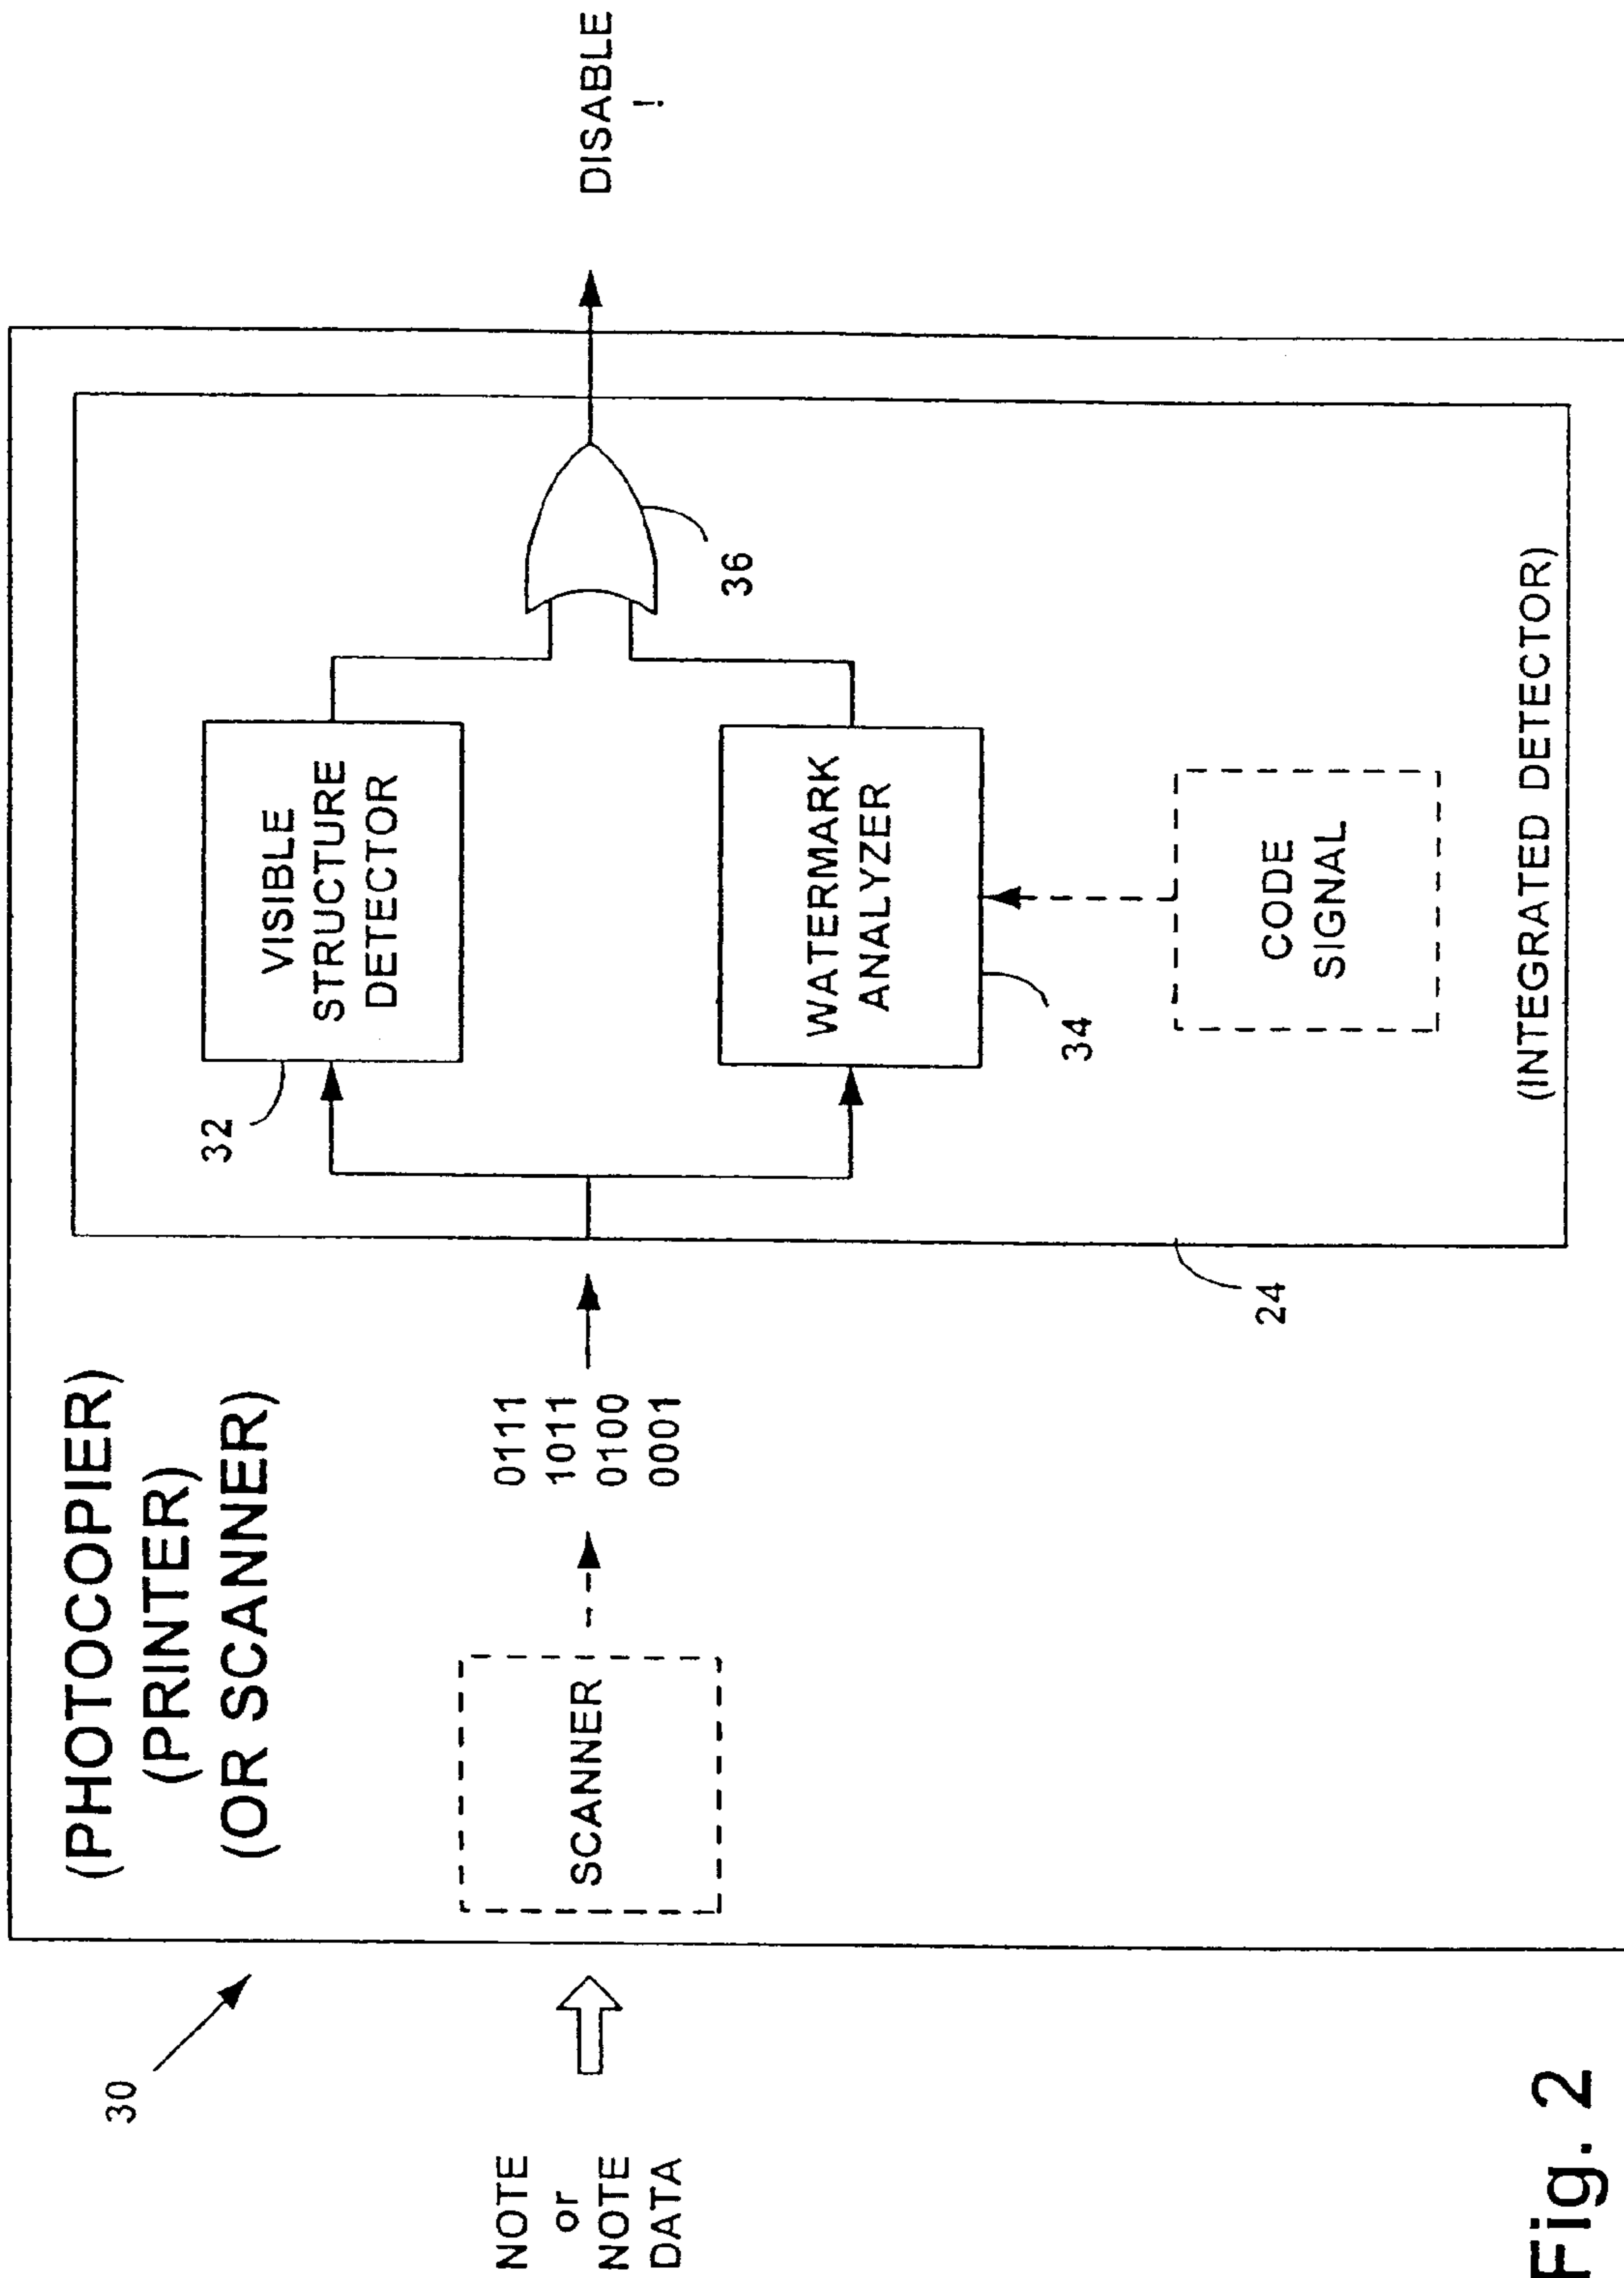 30
(PHOTOCOPIER)
(PRINTER)
(OR SCANNER)
NOTE
or
NOTE
DATA
SCANNER
0111
1011
0100
0001
32
VISIBLE
STRUCTURE
DETECTOR
WATERMARK
ANALYZER
34
CODE
SIGNAL
36
24
(INTEGRATED DETECTOR)
DISABLE
!
Fig. 2